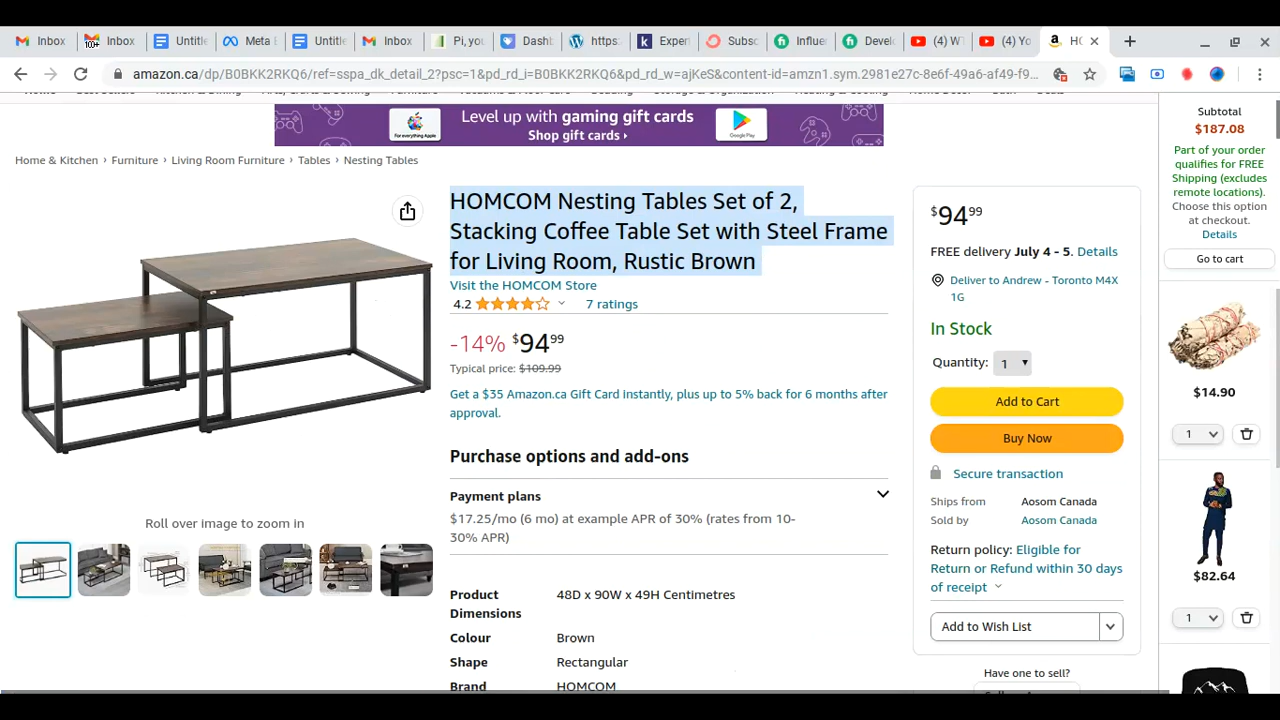 Inbox
100+
Inbox
Untitle
Meta E
Untitle
Inbox
Pi, you
Dashb
https:
Exper
Subsc
Influe
Develo
(4) WT
(4) Yo
HO
amazon.ca/dp/B0BKK2RKQ6/ref=sspa_dk_detail_2?psc=1&pd_rd_i=B0BKK2RKQ6&pd_rd_w=ajKeS&content-id=amzn1.sym.2981e27c-8e6f-49a6-af49-f9...
For everything Apple
Level up with gaming gift cards
Shop gift cards ›
Google Play
Home & Kitchen › Furniture › Living Room Furniture › Tables › Nesting Tables
HOMCOM Nesting Tables Set of 2,
Stacking Coffee Table Set with Steel Frame
for Living Room, Rustic Brown
Visit the HOMCOM Store
4.2
7 ratings
-14% $94 99
Typical price: $109.99
Get a $35 Amazon.ca Gift Card instantly, plus up to 5% back for 6 months after
approval.
Purchase options and add-ons
Payment plans
$17.25/mo (6 mo) at example APR of 30% (rates from 10-
30% APR)
Product
Dimensions
48D x 90W x 49H Centimetres
Colour
Brown
Shape
Rectangular
Brand
HOMCOM
Roll over image to zoom in
$94 99
FREE delivery July 4 - 5. Details
Deliver to Andrew - Toronto M4X
1G
In Stock
Quantity: 1
Add to Cart
Buy Now
Secure transaction
Ships from Aosom Canada
Sold by Aosom Canada
Return policy: Eligible for
Return or Refund within 30 days
of receipt
Add to Wish List
Have one to sell?
Subtotal
$187.08
Part of your order
qualifies for FREE
Shipping (excludes
remote locations).
Choose this option
at checkout.
Details
Go to cart
$14.90
1
$82.64
1